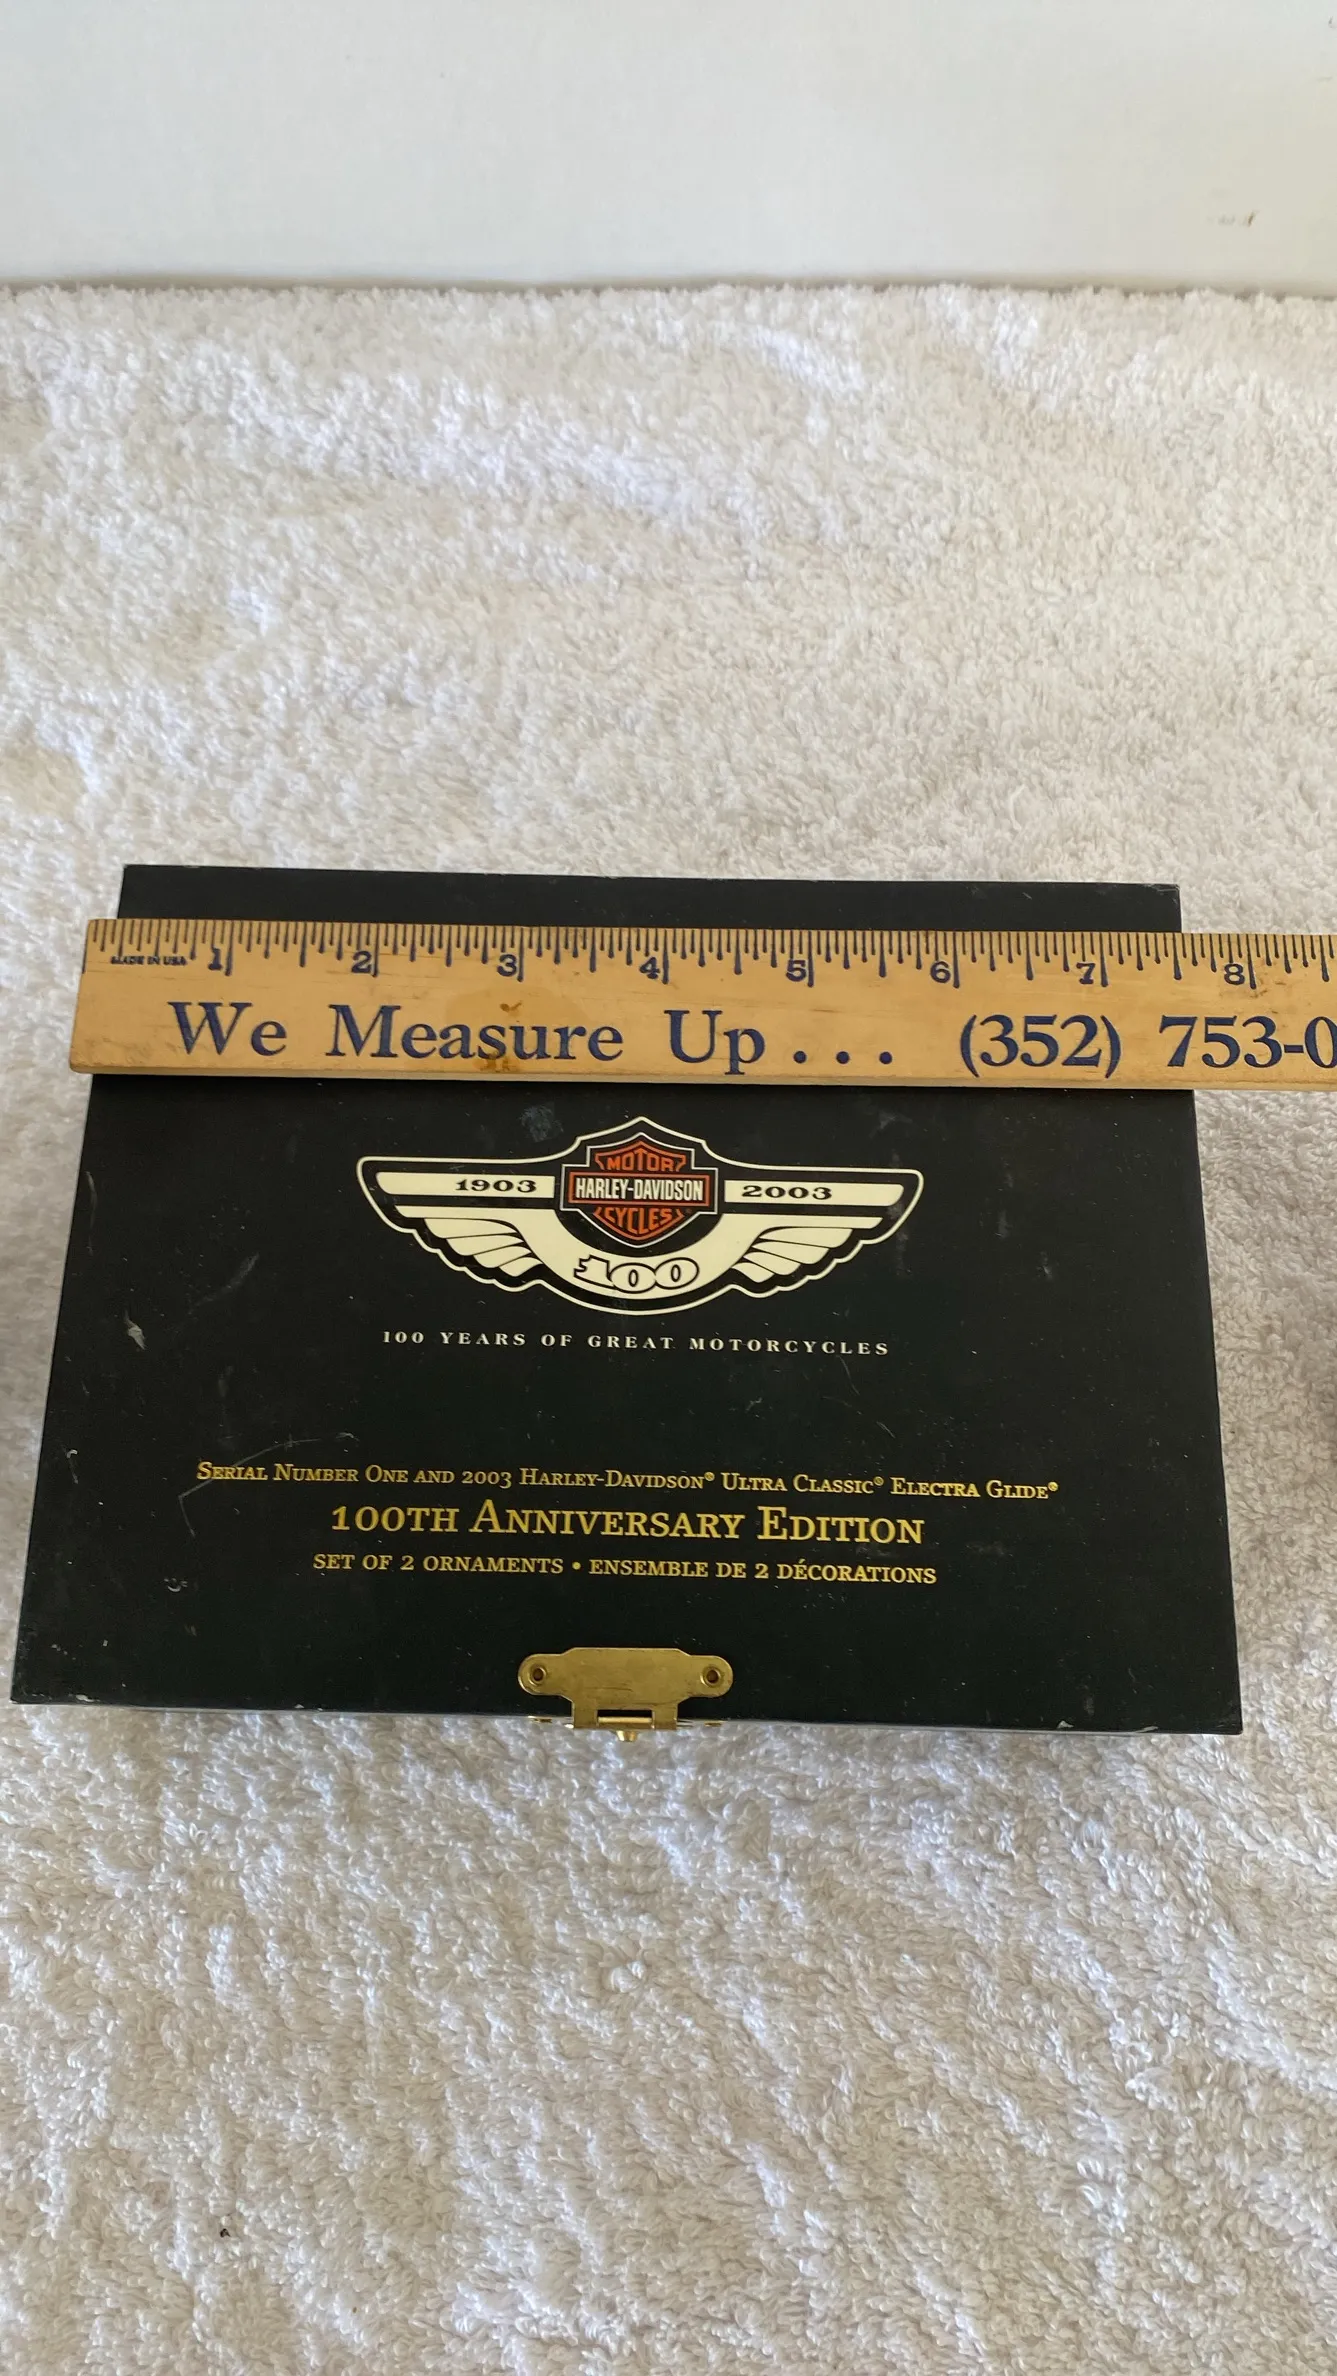 MADE IN USA 1 2 3 4 5 6 7 8
We Measure Up... (352) 753-0
MOTOR
1903 HARLEY-DAVIDSON 2003
CYCLES
100
100 YEARS OF GREAT MOTORCYCLES
SERIAL NUMBER ONE AND 2003 HARLEY-DAVIDSON® ULTRA CLASSIC® ELECTRA GLIDE®
100TH ANNIVERSARY EDITION
SET OF 2 ORNAMENTS • ENSEMBLE DE 2 DÉCORATIONS